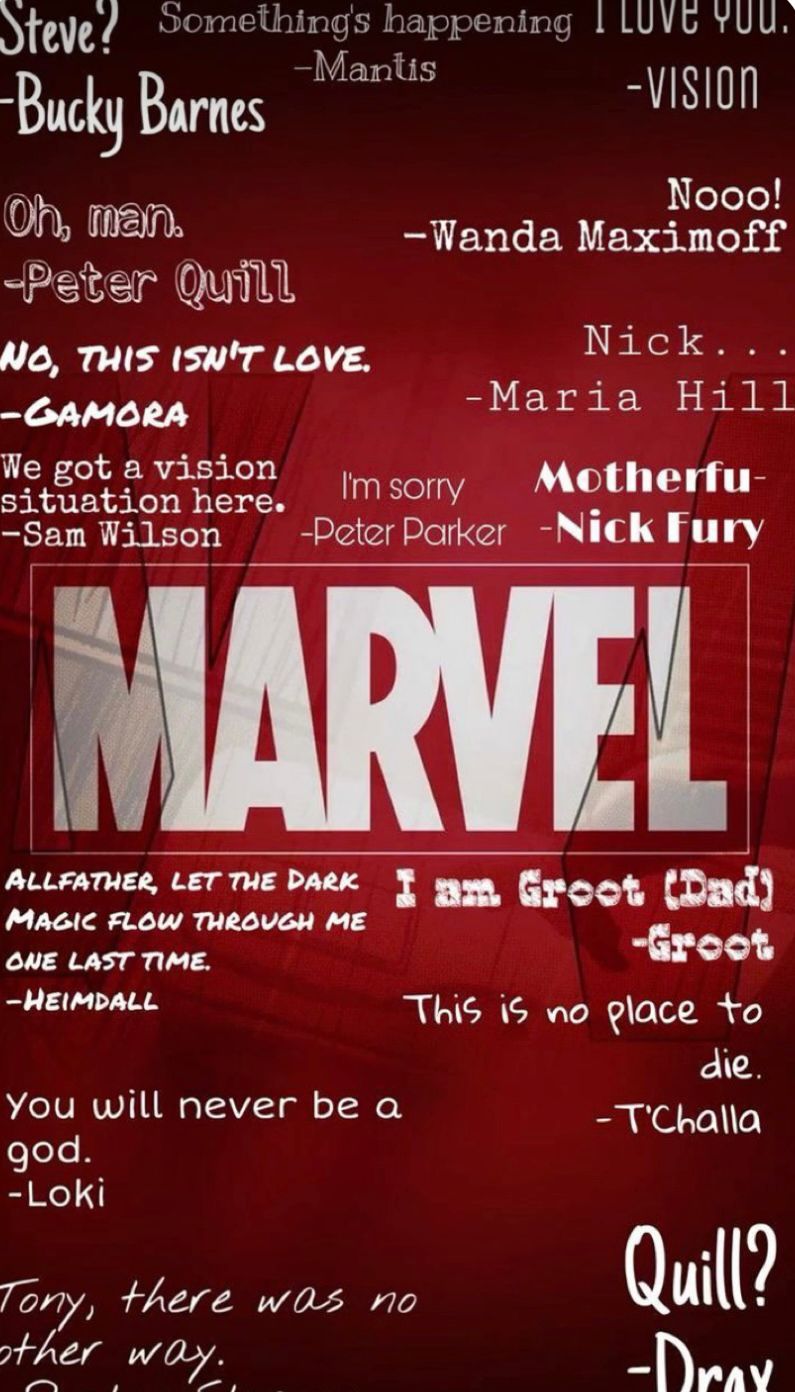 Steve?
-Bucky Barnes
Something's happening
-Mantis
I Love you.
-Vision
Oh, man.
-Peter Quill
Nooo!
-Wanda Maximoff
No, this isn't love.
-Gamora
Nick...
-Maria Hill
We got a vision
situation here.
-Sam Wilson
I'm sorry
-Peter Parker
Motherfu-
-Nick Fury
MARVEL
Allfather, let the Dark
Magic flow through me
one last time.
-Heimdall
I am Groot (Dad)
-Groot
This is no place to
die.
-T'Challa
You will never be a
god.
-Loki
Quill?
-Drax
Tony, there was no
other way.